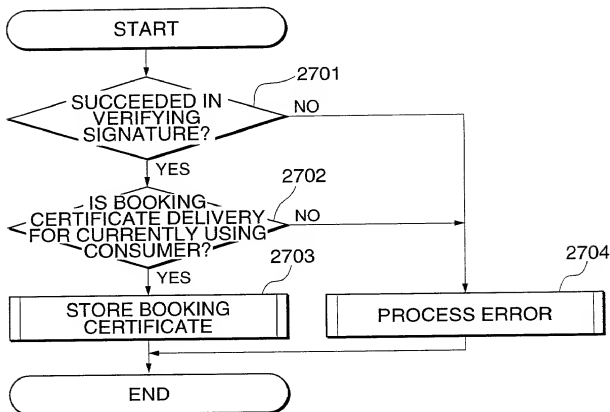 START
2701
SUCCEEDED IN
VERIFYING
SIGNATURE?
NO
YES
2702
IS BOOKING
CERTIFICATE DELIVERY
FOR CURRENTLY USING
CONSUMER?
NO
YES
2703
STORE BOOKING
CERTIFICATE
2704
PROCESS ERROR
END